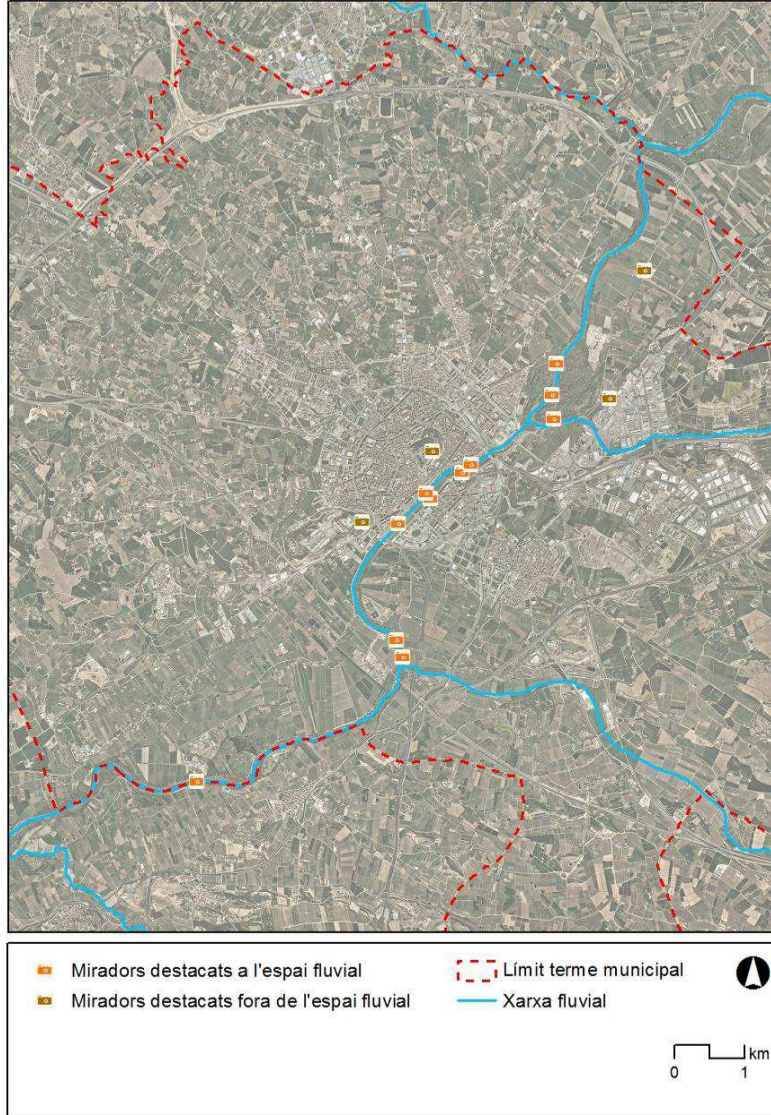 Miradors destacats a l'espai fluvial
Miradors destacats fora de l'espai fluvial
Límit terme municipal
Xarxa fluvial
km
0 1